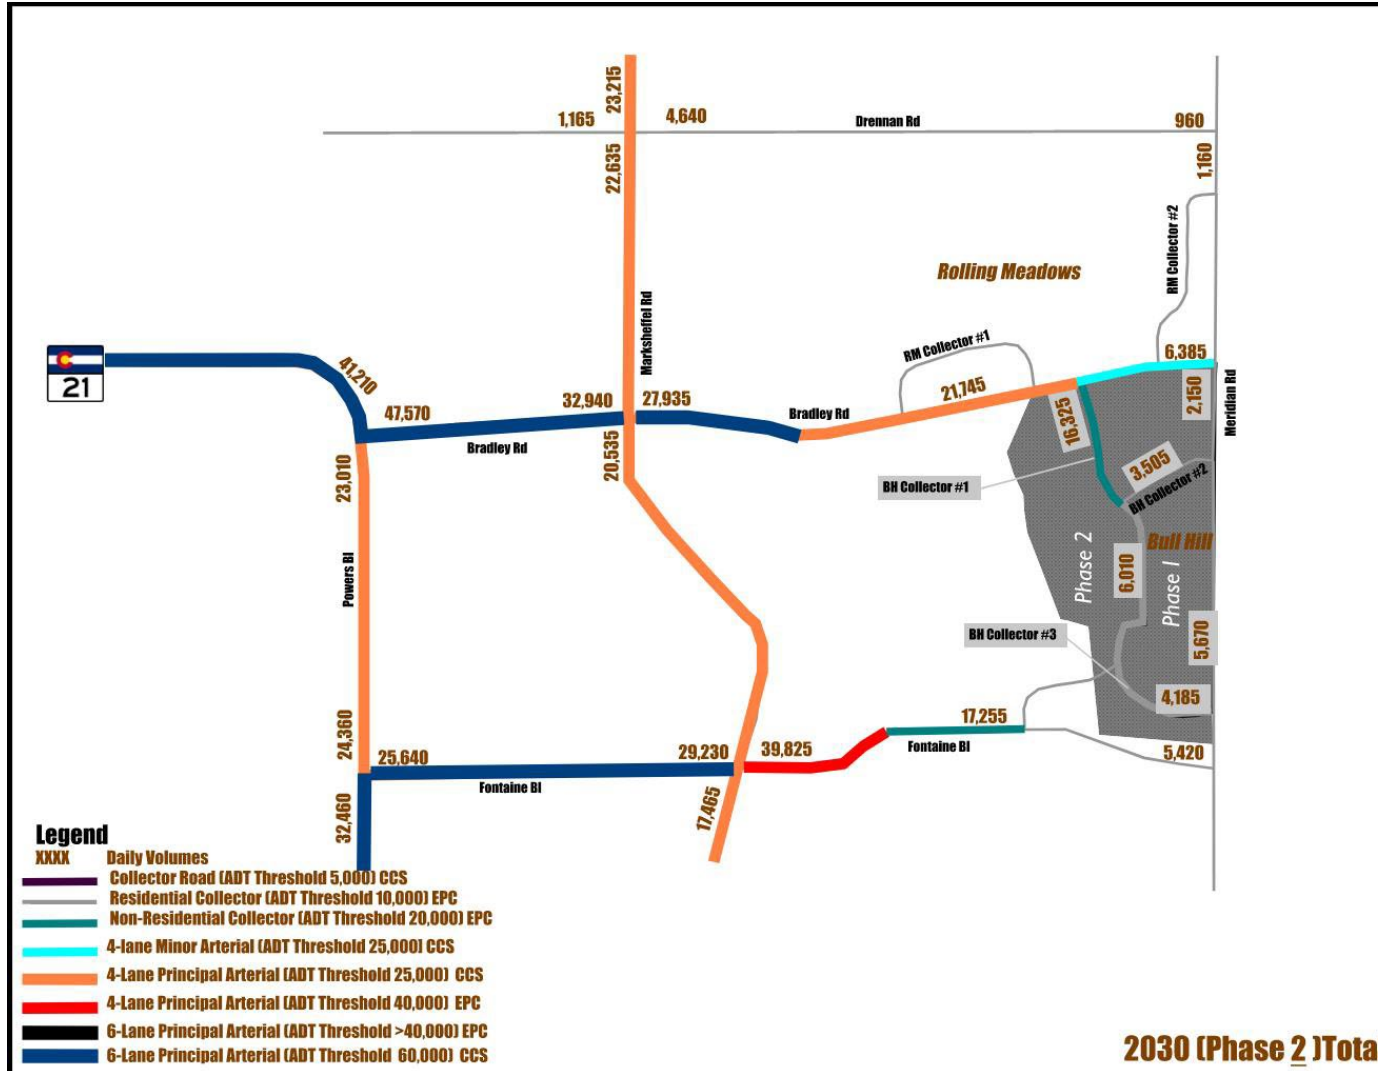 23,215
1,165
4,640
Drennan Rd
960
22,635
1,160
RM Collector #2
Rolling Meadows
Marksheffel Rd
21
41,210
RM Collector #1
6,385
47,570
32,940
27,935
Bradley Rd
21,745
2,150
Meridian Rd
Bradley Rd
16,325
20,535
23,010
3,505
BH Collector #1
BH Collector #2
Bull Hill
Phase 2
6,010
Phase 1
Powers Bl
BH Collector #3
5,670
4,185
24,360
17,255
25,640
29,230
39,825
Fontaine Bl
5,420
Fontaine Bl
32,460
17,465
Legend
XXXX Daily Volumes
Collector Road (ADT Threshold 5,000) CCS
Residential Collector (ADT Threshold 10,000) EPC
Non-Residential Collector (ADT Threshold 20,000) EPC
4-lane Minor Arterial (ADT Threshold 25,000) CCS
4-Lane Principal Arterial (ADT Threshold 25,000) CCS
4-Lane Principal Arterial (ADT Threshold 40,000) EPC
6-Lane Principal Arterial (ADT Threshold >40,000) EPC
6-Lane Principal Arterial (ADT Threshold 60,000) CCS
2030 (Phase 2 )Tota